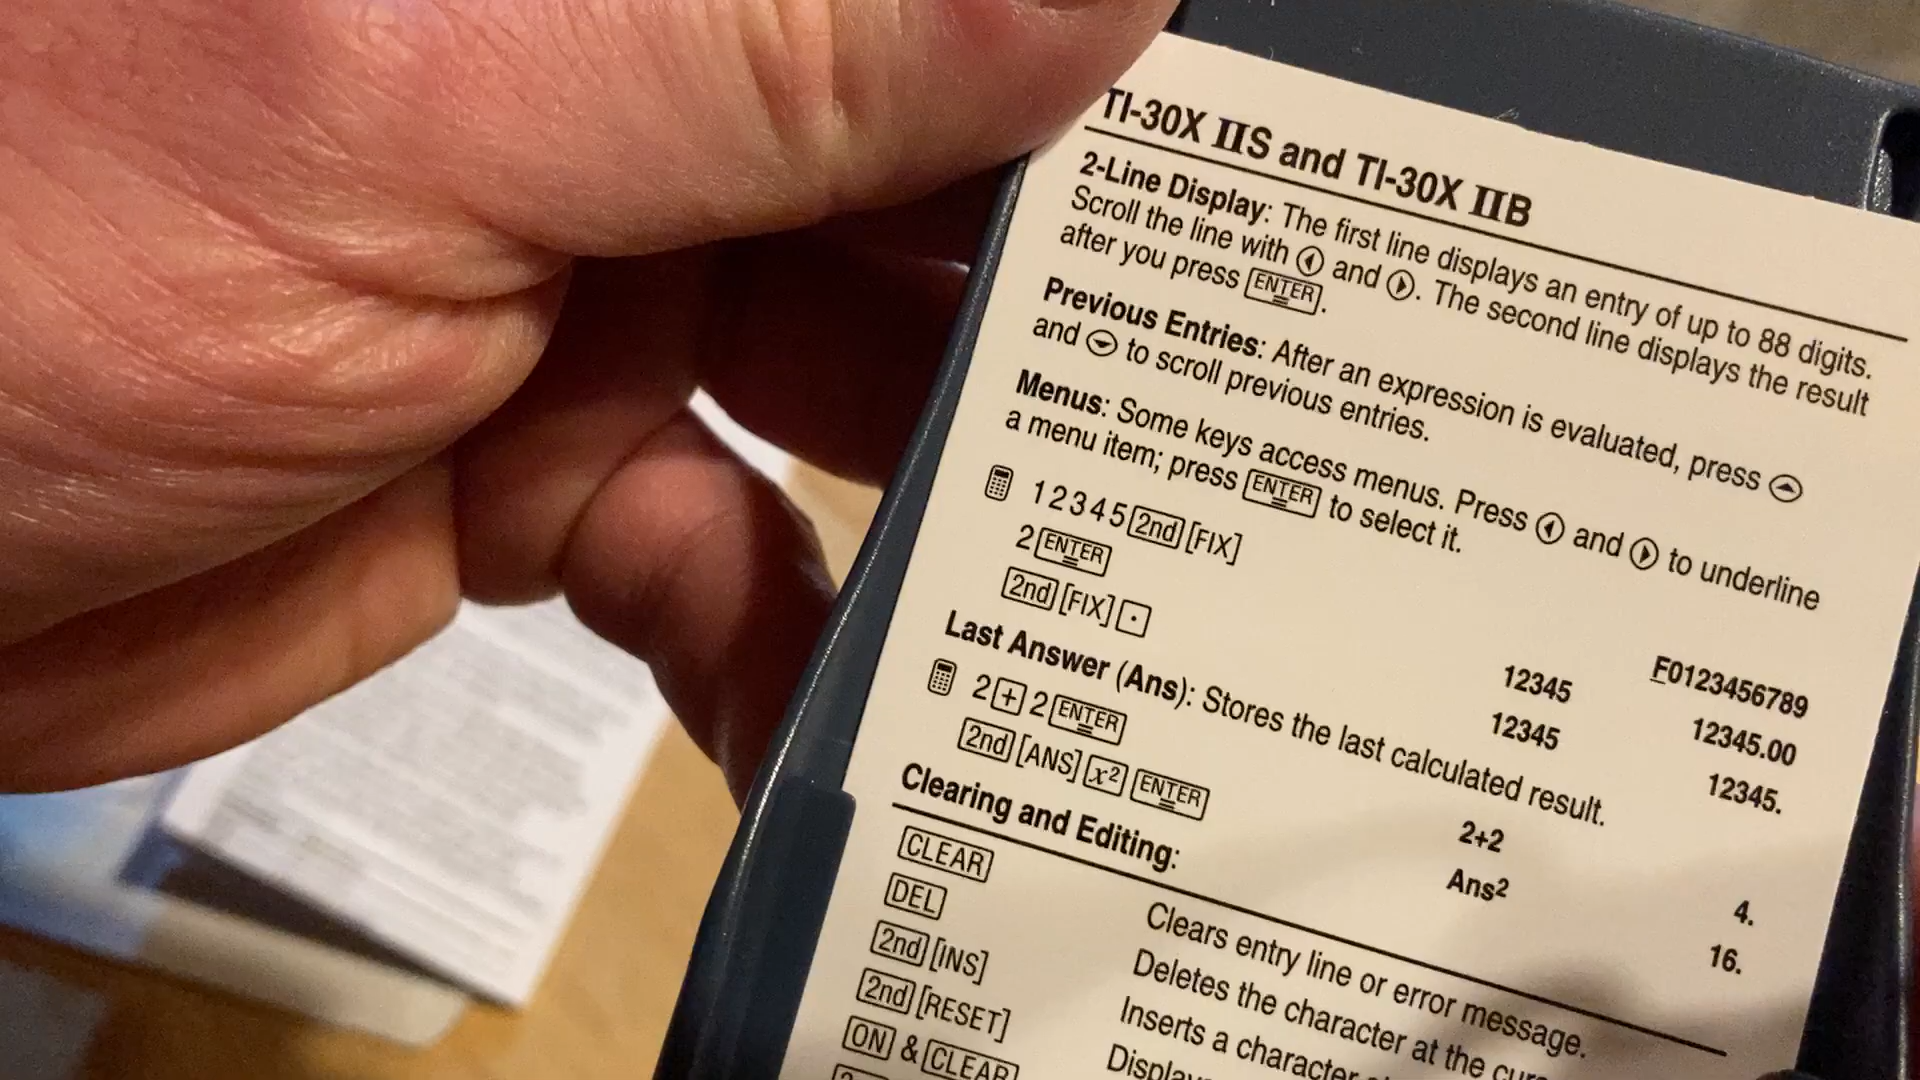 TI-30X IIS and TI-30X IIB
2-Line Display: The first line displays an entry of up to 88 digits.
Scroll the line with and . The second line displays the result
after you press ENTER.
Previous Entries: After an expression is evaluated, press
and to scroll previous entries.
Menus: Some keys access menus. Press and to underline
a menu item; press ENTER to select it.
12345 2nd [FIX] 12345 F0123456789
2 ENTER 12345 12345.00
2nd [FIX] . 12345.
Last Answer (Ans): Stores the last calculated result.
2 + 2 ENTER 2+2 4.
2nd [ANS] x² ENTER Ans² 16.
Clearing and Editing:
CLEAR Clears entry line or error message.
DEL Deletes the character at the
2nd [INS] Inserts a character
2nd [RESET]
ON & CLEAR